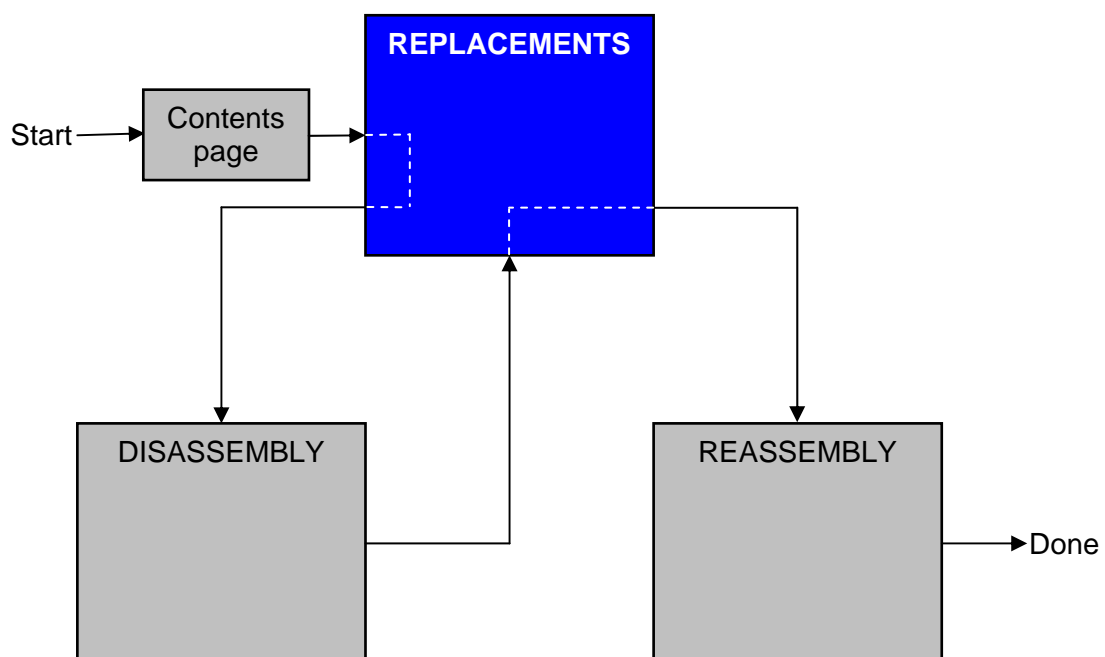 REPLACEMENTS
Start
Contents
page
DISASSEMBLY
REASSEMBLY
Done